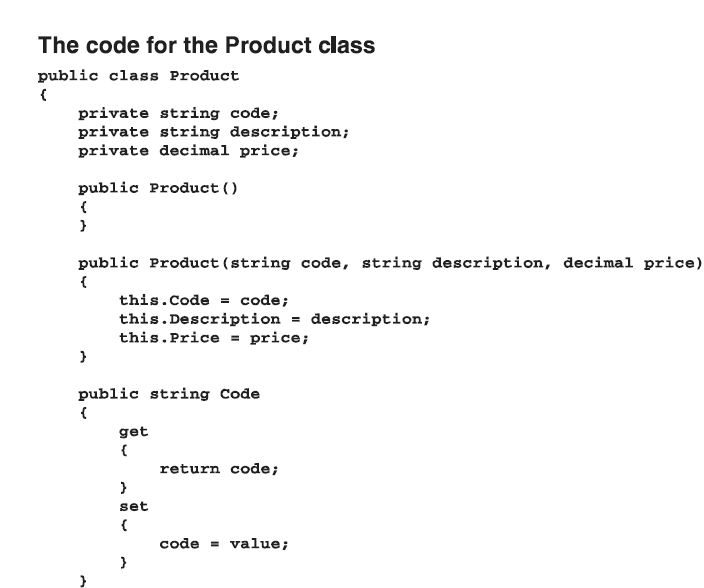 The code for the Product class
public class Product
{
    private string code;
    private string description;
    private decimal price;

    public Product()
    {
    }

    public Product(string code, string description, decimal price)
    {
        this.Code = code;
        this.Description = description;
        this.Price = price;
    }

    public string Code
    {
        get
        {
            return code;
        }
        set
        {
            code = value;
        }
    }